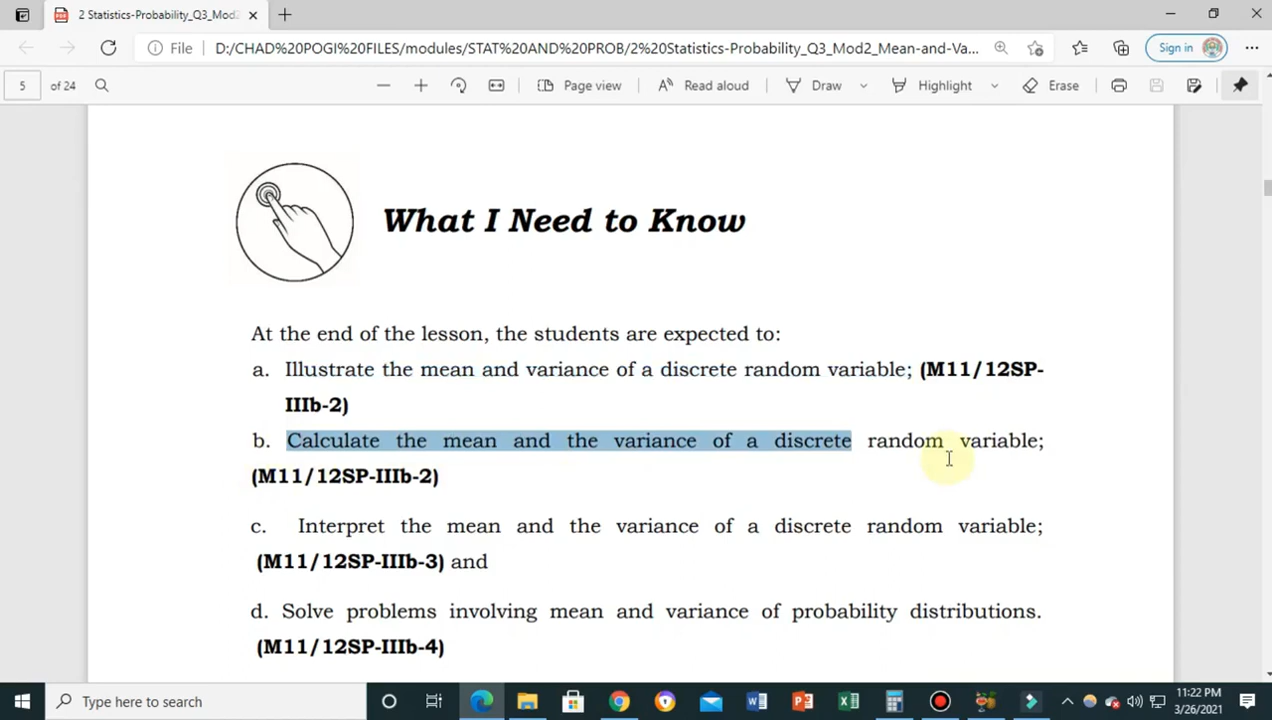 2 Statistics-Probability_Q3_Mod2
File
D:/CHAD%20POGI%20FILES/modules/STAT%20AND%20PROB/2%20Statistics-Probability_Q3_Mod2_Mean-and-Va...
Sign in
5 of 24
Page view
Read aloud
Draw
Highlight
Erase
What I Need to Know
At the end of the lesson, the students are expected to:
a. Illustrate the mean and variance of a discrete random variable; (M11/12SP-
IIIb-2)
b. Calculate the mean and the variance of a discrete random variable;
(M11/12SP-IIIb-2)
c. Interpret the mean and the variance of a discrete random variable;
(M11/12SP-IIIb-3) and
d. Solve problems involving mean and variance of probability distributions.
(M11/12SP-IIIb-4)
Type here to search
11:22 PM
3/26/2021